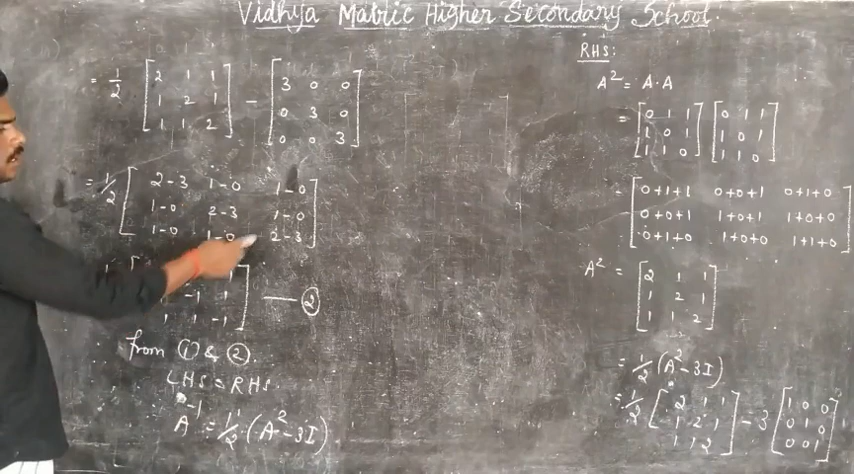 Vidhya Matric Higher Secondary School.
= 1/2 [ 2 1 1
1 2 1
1 1 2 ] - [ 3 0 0
0 3 0
0 0 3 ]
= 1/2 [ 2-3 1-0 1-0
1-0 2-3 1-0
1-0 1-0 2-3 ]
1
-1 1 — ②
1 1 -1 ]
from ① & ②.
LHS = RHS.
A^-1 = 1/2 (A^2 - 3I)
RHS:
A^2 = A.A
= [ 0 1 1
1 0 1
1 1 0 ] [ 0 1 1
1 0 1
1 1 0 ]
= [ 0+1+1 0+0+1 0+1+0
0+0+1 1+0+1 1+0+0
0+1+0 1+0+0 1+1+0 ]
A^2 = [ 2 1 1
1 2 1
1 1 2 ]
= 1/2 (A^2 - 3I)
= 1/2 [ 2 1 1
1 2 1
1 1 2 ] - 3 [ 1 0 0
0 1 0
0 0 1 ]